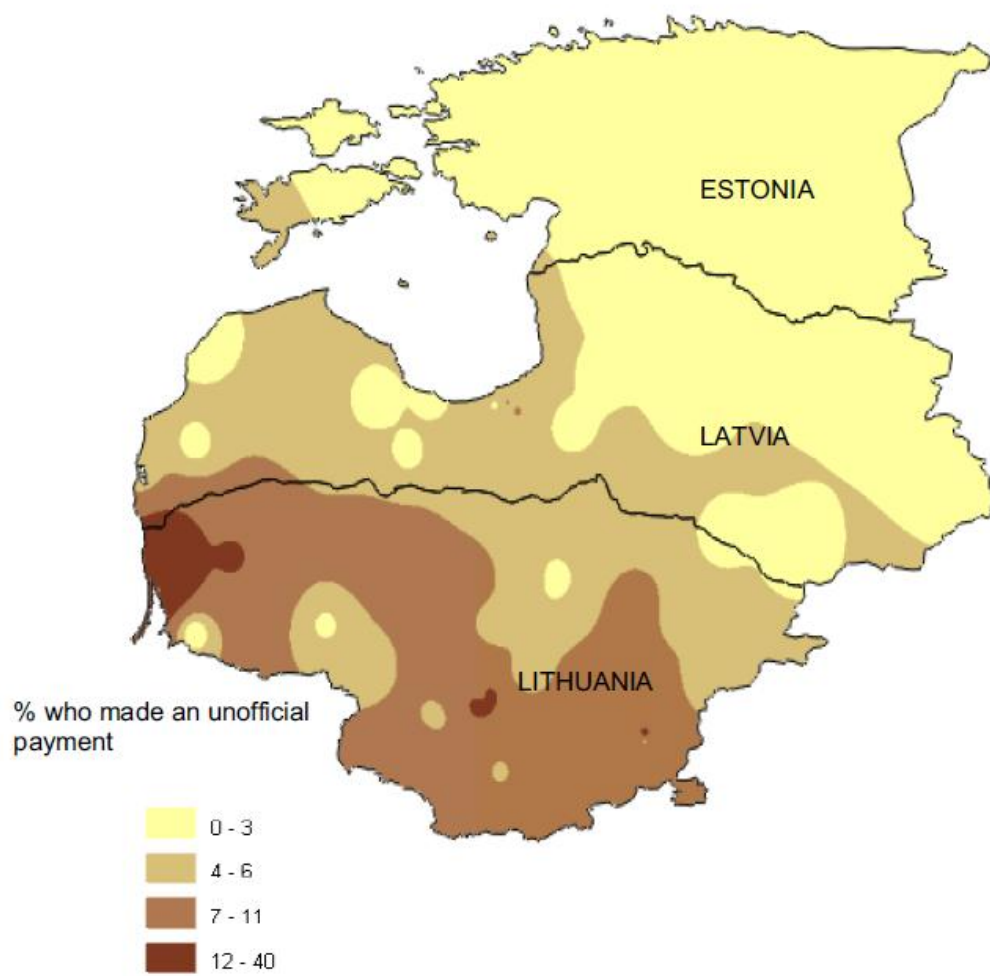 ESTONIA
LATVIA
LITHUANIA
% who made an unofficial
payment
0 - 3
4 - 6
7 - 11
12 - 40